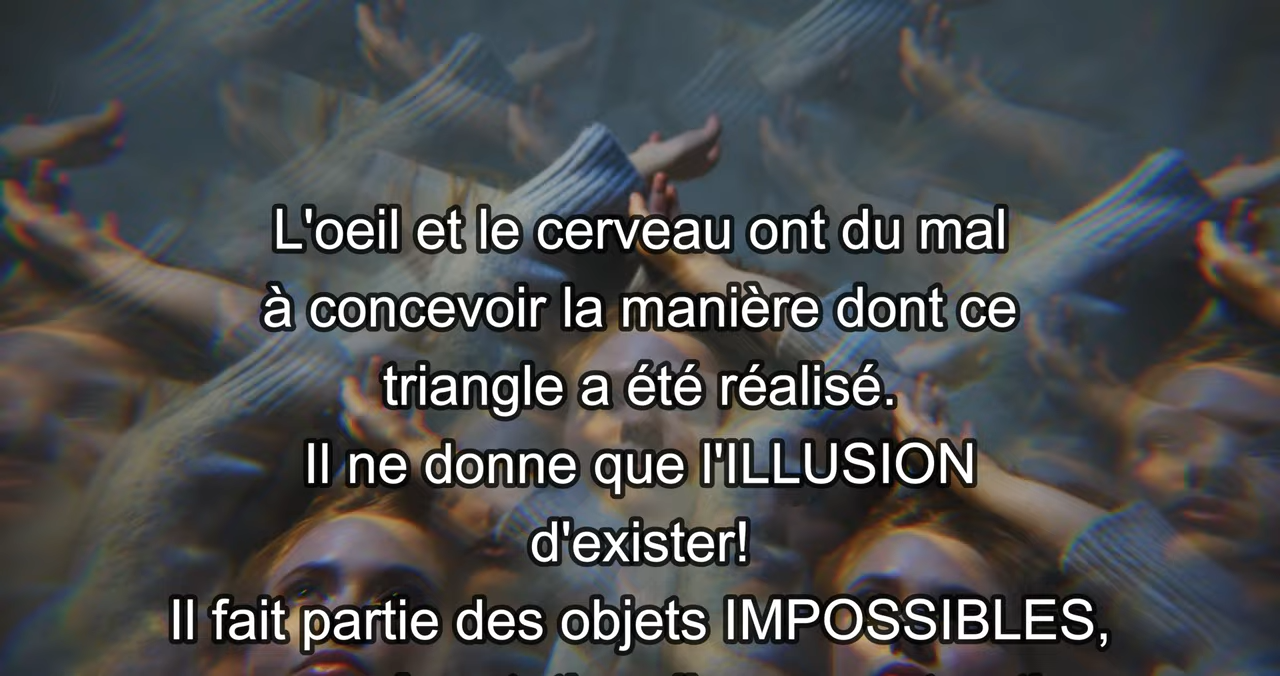 L'oeil et le cerveau ont du mal
à concevoir la manière dont ce
triangle a été réalisé.
Il ne donne que l'ILLUSION
d'exister!
Il fait partie des objets IMPOSSIBLES,